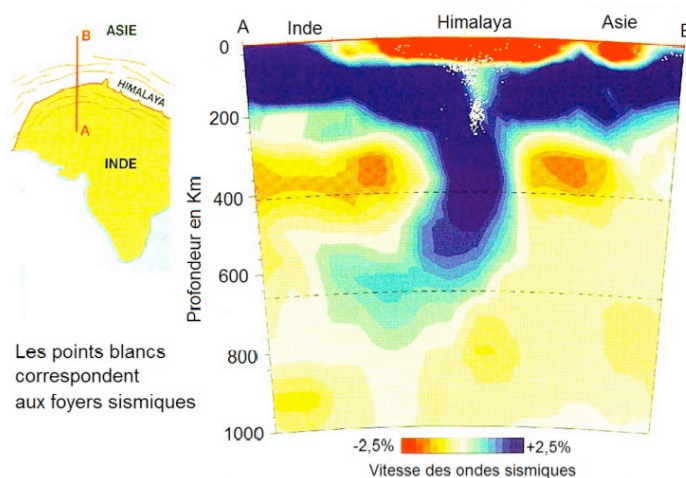 B
ASIE
HIMALAYA
A
INDE
Les points blancs
correspondent
aux foyers sismiques
A
Inde
Himalaya
Asie
Profondeur en Km
0
200
400
600
800
1000
-2,5%
+2,5%
Vitesse des ondes sismiques